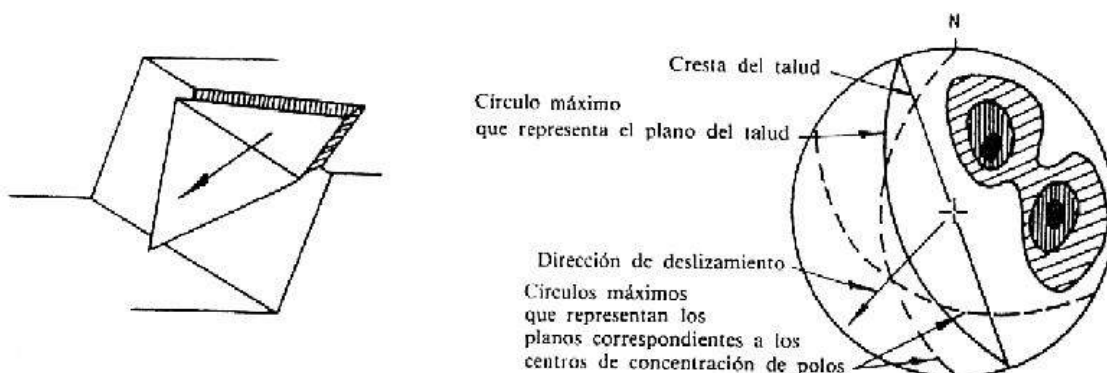 N
Cresta del talud
Círculo máximo
que representa el plano del talud
Dirección de deslizamiento
Círculos máximos
que representan los
planos correspondientes a los
centros de concentración de polos